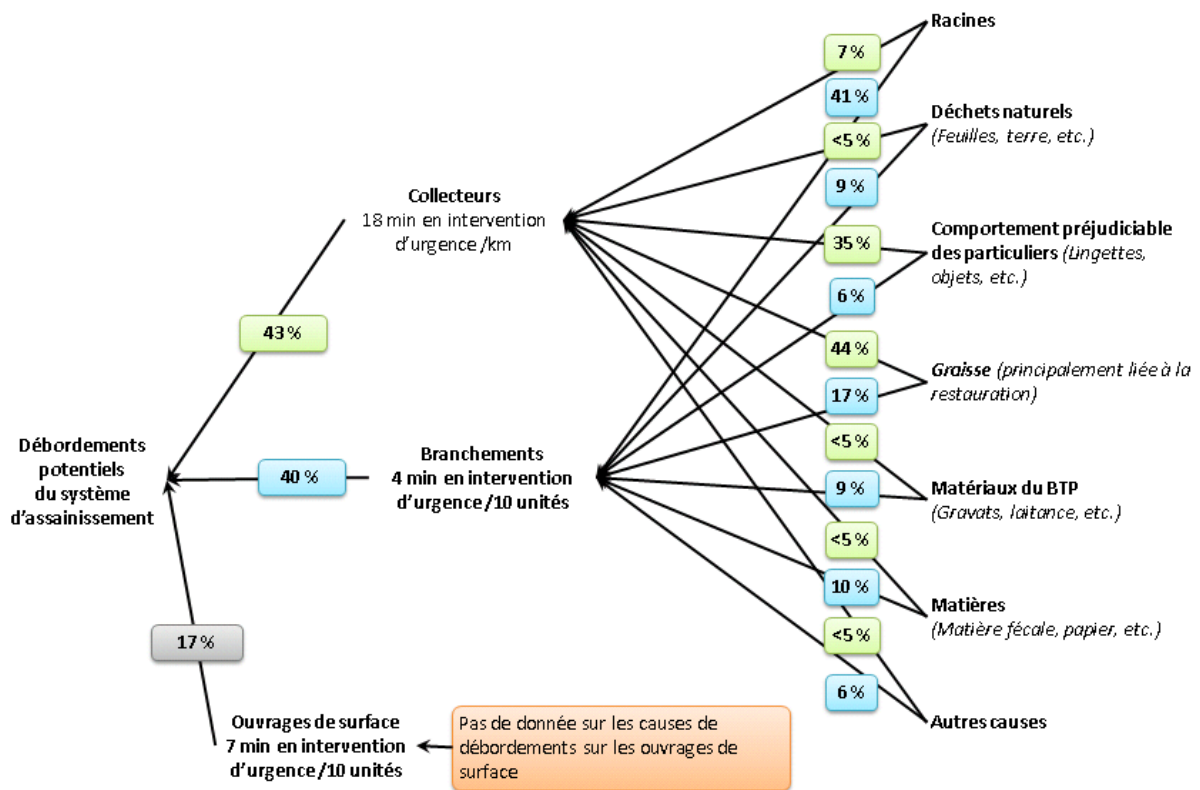 Racines
7 %
41 %
Déchets naturels
(Feuilles, terre, etc.)
<5 %
9 %
Collecteurs
18 min en intervention
d’urgence /km
Comportement préjudiciable
des particuliers (Lingettes,
objets, etc.)
35 %
6 %
43 %
44 %
Graisse (principalement liée à la
restauration)
17 %
Débordements
potentiels
du système
d’assainissement
40 %
Branchements
4 min en intervention
d’urgence /10 unités
<5 %
9 %
Matériaux du BTP
(Gravats, laitance, etc.)
<5 %
10 %
Matières
(Matière fécale, papier, etc.)
17 %
<5 %
6 %
Autres causes
Ouvrages de surface
7 min en intervention
d’urgence /10 unités
Pas de donnée sur les causes de
débordements sur les ouvrages de
surface